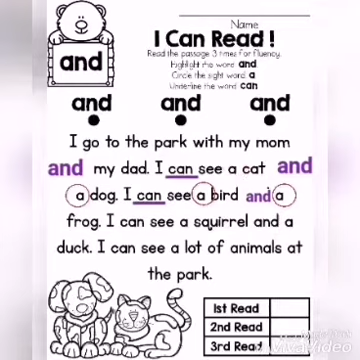 Name
I Can Read!
Read the passage 3 times for fluency.
Highlight the word and
Circle the sight word a
Underline the word can
and
and and and
I go to the park with my mom
and my dad. I can see a cat and
a dog. I can see a bird and a
frog. I can see a squirrel and a
duck. I can see a lot of animals at
the park.
1st Read
2nd Read
3rd Read
VivaVideo